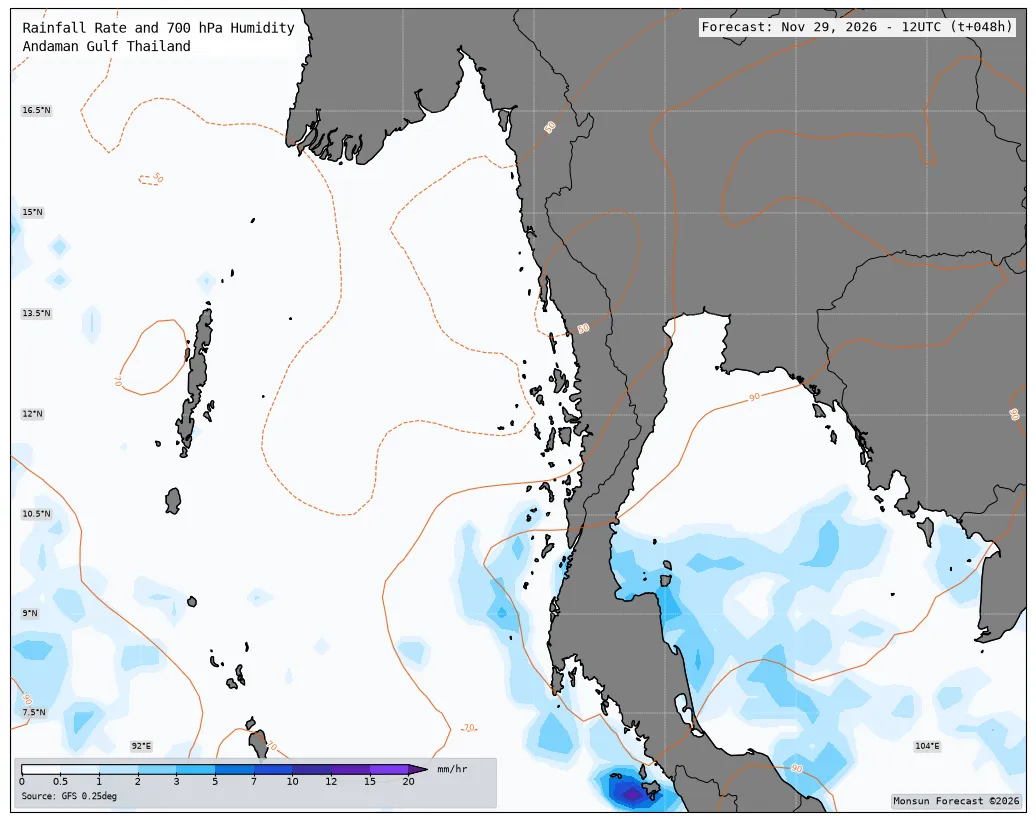 Rainfall Rate and 700 hPa Humidity
Andaman Gulf Thailand
Forecast: Nov 29, 2026 - 12UTC (t+048h)
16.5°N
50
50
15°N
50
13.5°N
70
90
12°N
90
10.5°N
9°N
90
7.5°N
70
70
92°E
104°E
90
0 0.5 1 2 3 5 7 10 12 15 20 mm/hr
Source: GFS 0.25deg
Monsun Forecast ©2026